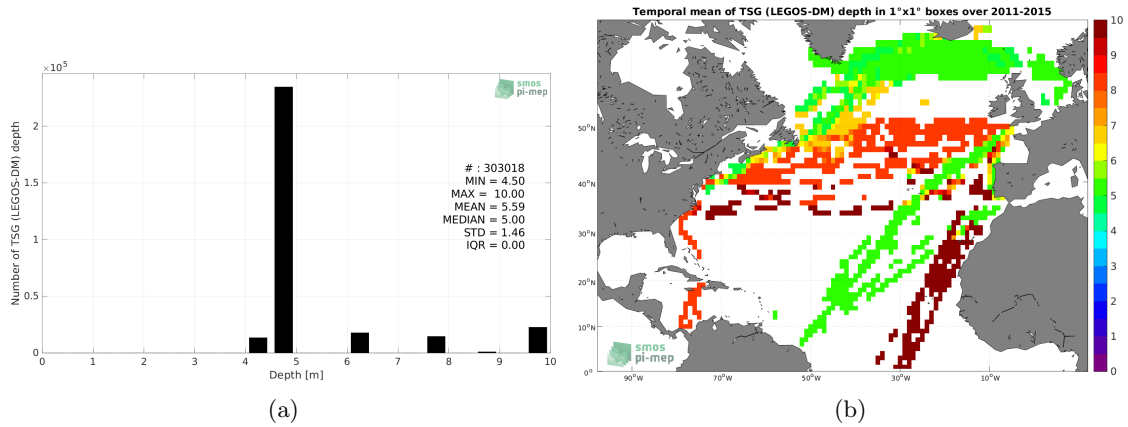 ×10⁵
smos
pi-mep
Number of TSG (LEGOS-DM) depth
2
1.5
1
0.5
0
# : 303018
MIN = 4.50
MAX = 10.00
MEAN = 5.59
MEDIAN = 5.00
STD = 1.46
IQR = 0.00
0 1 2 3 4 5 6 7 8 9 10
Depth [m]
(a)
Temporal mean of TSG (LEGOS-DM) depth in 1°x1° boxes over 2011-2015
50°N
40°N
30°N
20°N
10°N
0°N
90°W 70°W 50°W 30°W 10°W
smos
pi-mep
10
9
8
7
6
5
4
3
2
1
0
(b)